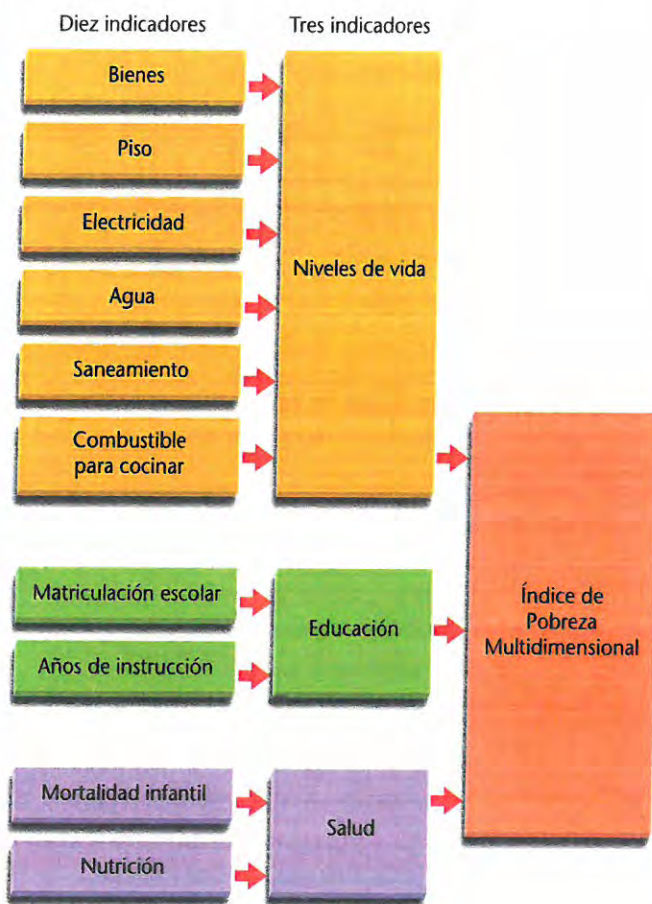 Diez indicadores
Tres indicadores
Bienes
Piso
Electricidad
Agua
Saneamiento
Combustible
para cocinar
Niveles de vida
Matriculación escolar
Años de instrucción
Educación
Mortalidad infantil
Nutrición
Salud
Índice de
Pobreza
Multidimensional